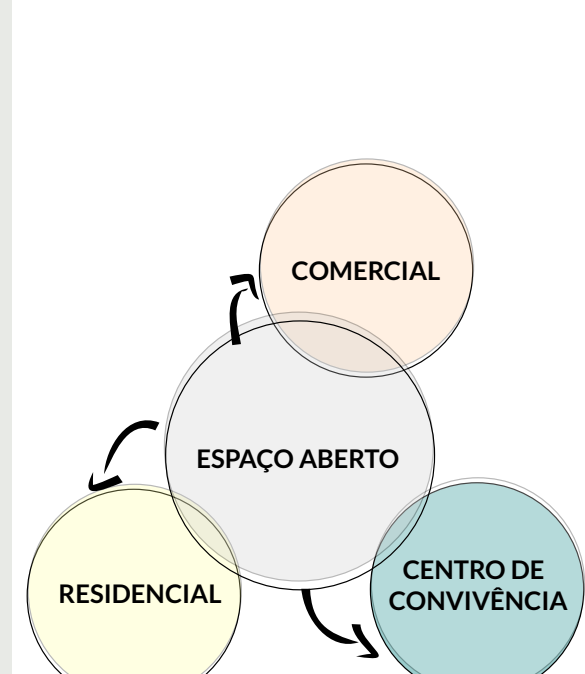 COMERCIAL
ESPAÇO ABERTO
CENTRO DE
CONVIVÊNCIA
RESIDENCIAL